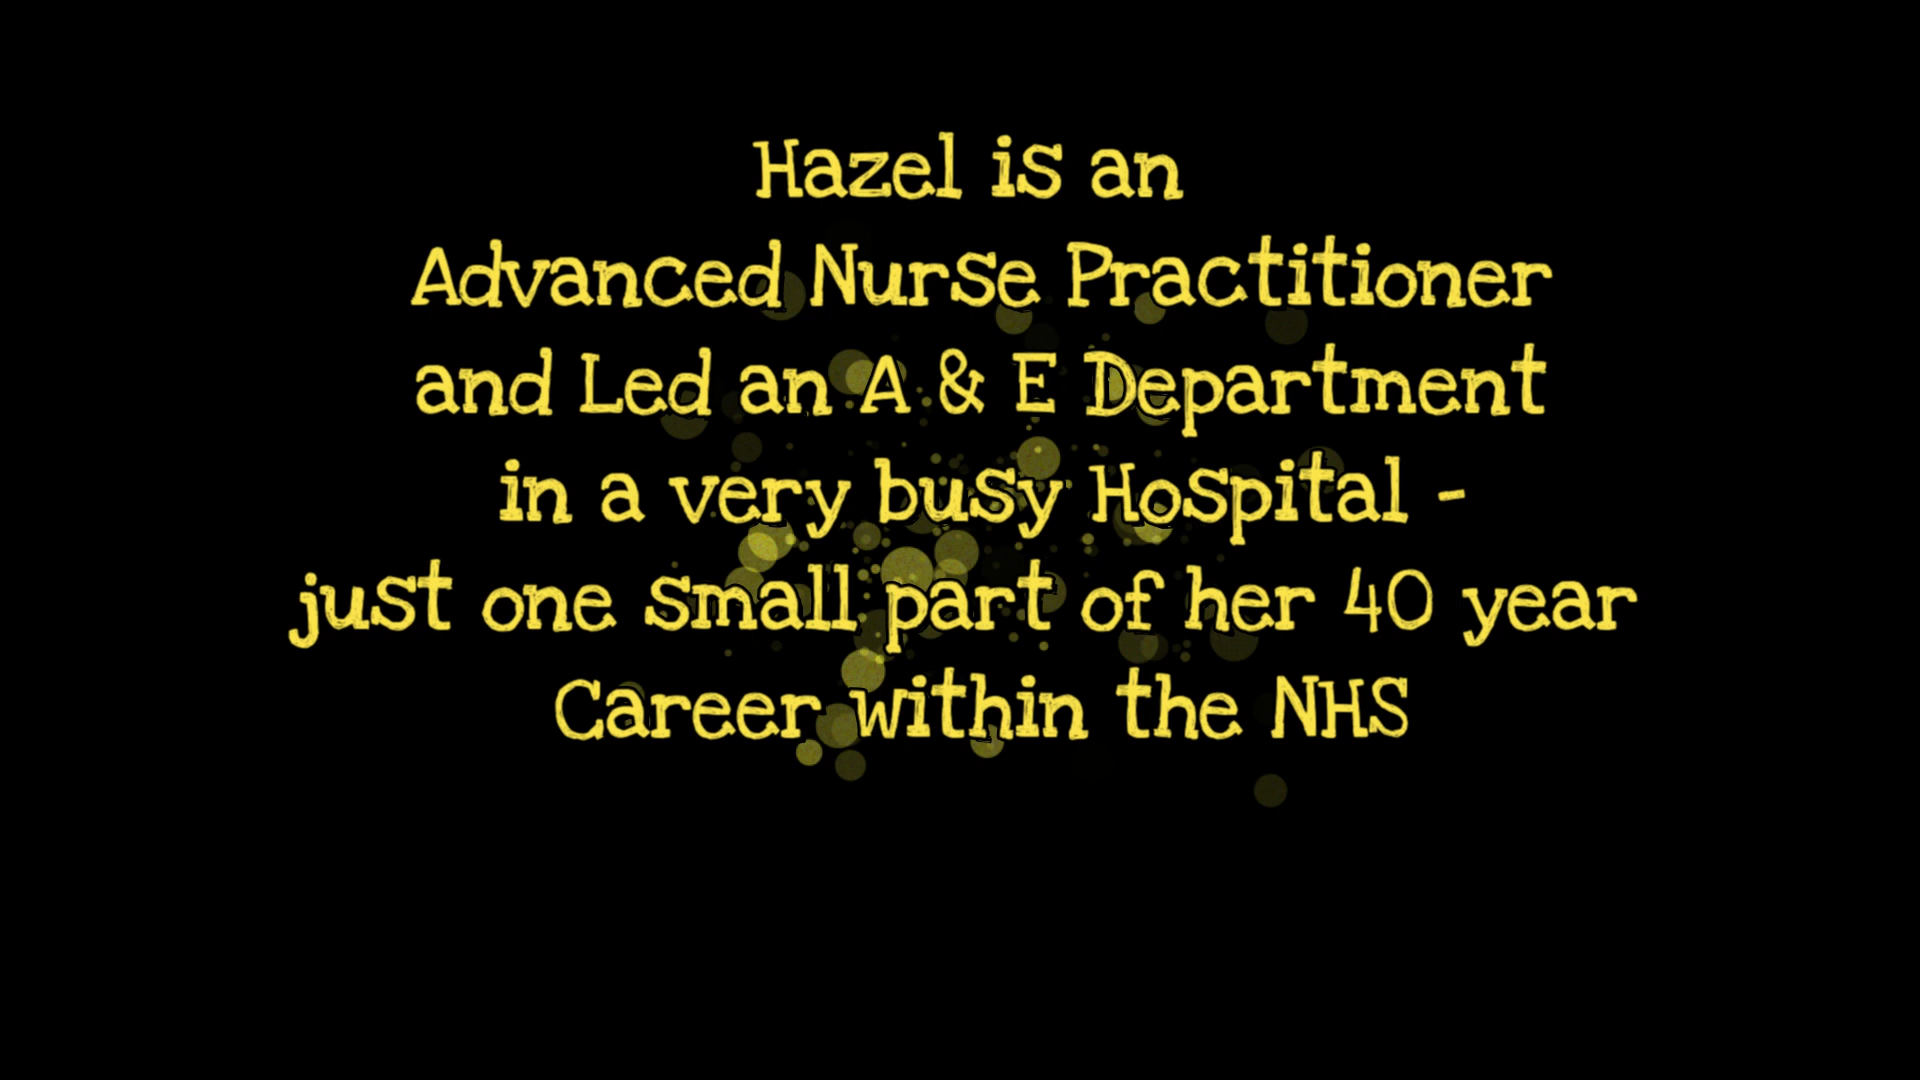 Hazel is an
Advanced Nurse Practitioner
and Led an A & E Department
in a very busy Hospital -
just one small part of her 40 year
Career within the NHS